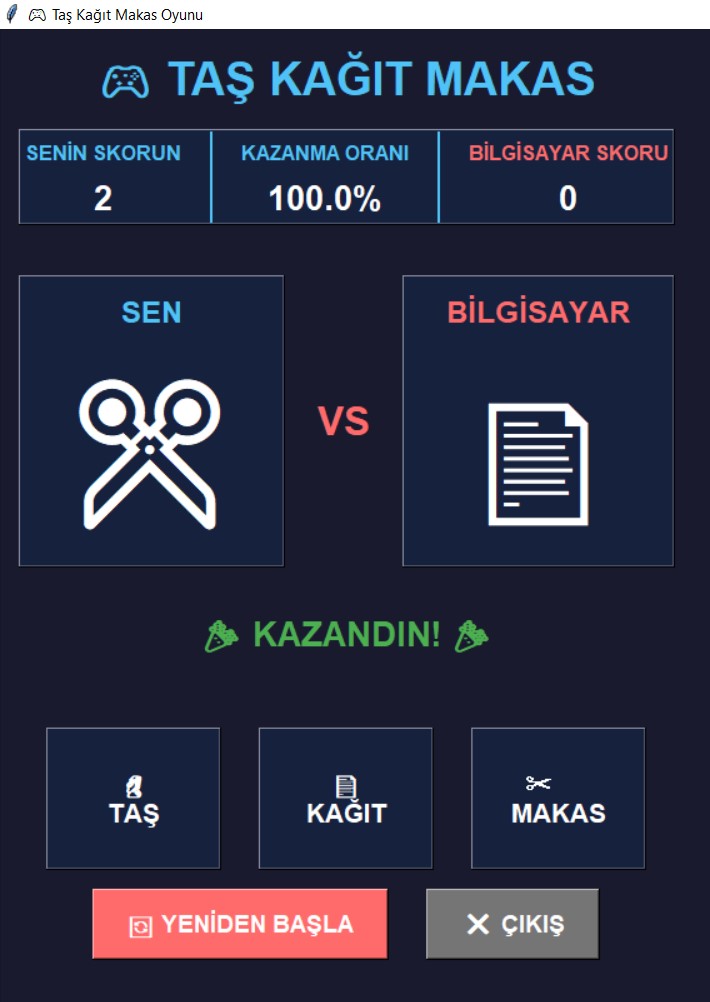 Taş Kağıt Makas Oyunu
TAŞ KAĞIT MAKAS
SENİN SKORUN
2
KAZANMA ORANI
100.0%
BİLGİSAYAR SKORU
0
SEN
VS
BİLGİSAYAR
KAZANDIN!
TAŞ
KAĞIT
MAKAS
YENİDEN BAŞLA
ÇIKIŞ